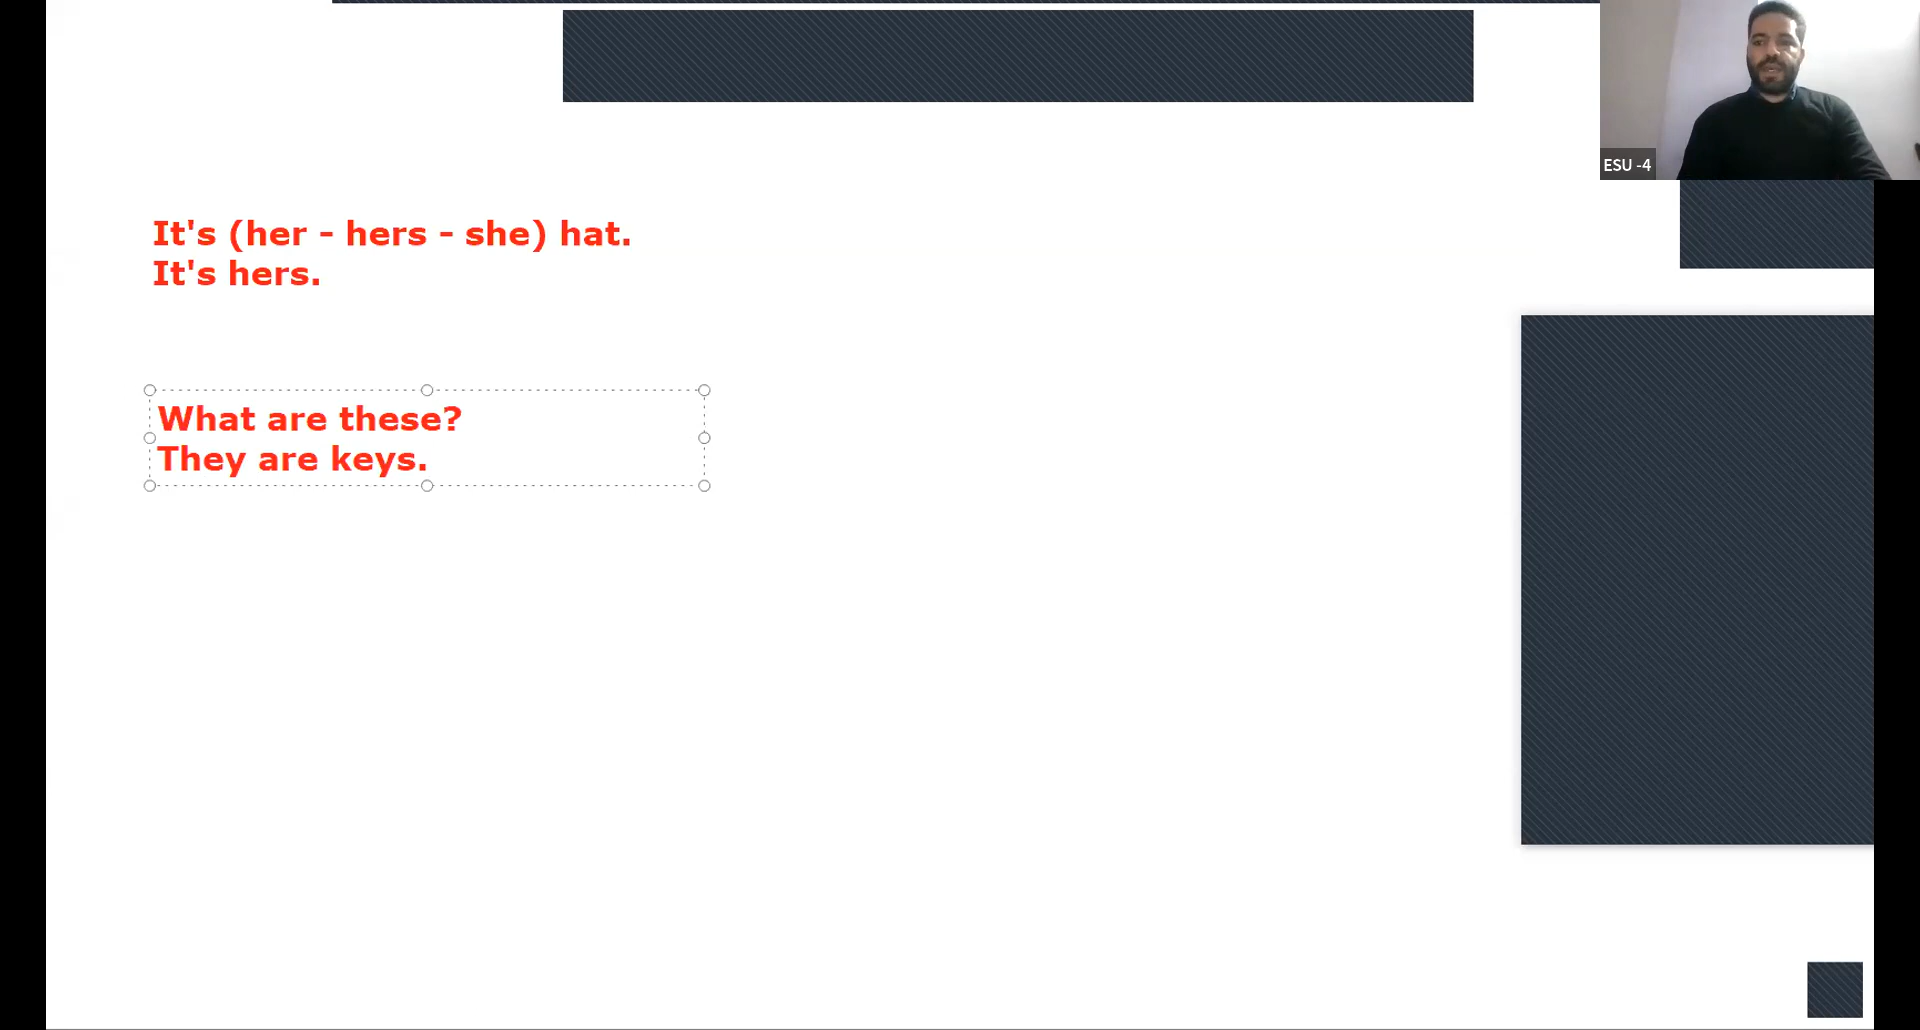 It's (her - hers - she) hat.
It's hers.
What are these?
They are keys.
ESU -4